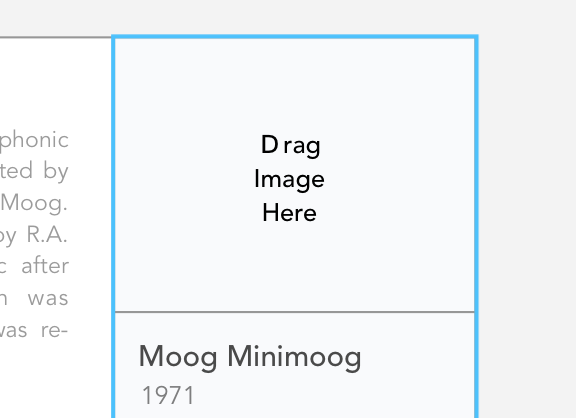 phonic
ted by
Moog.
by R.A.
after
was
was re-
Drag
Image
Here
Moog Minimoog
1971